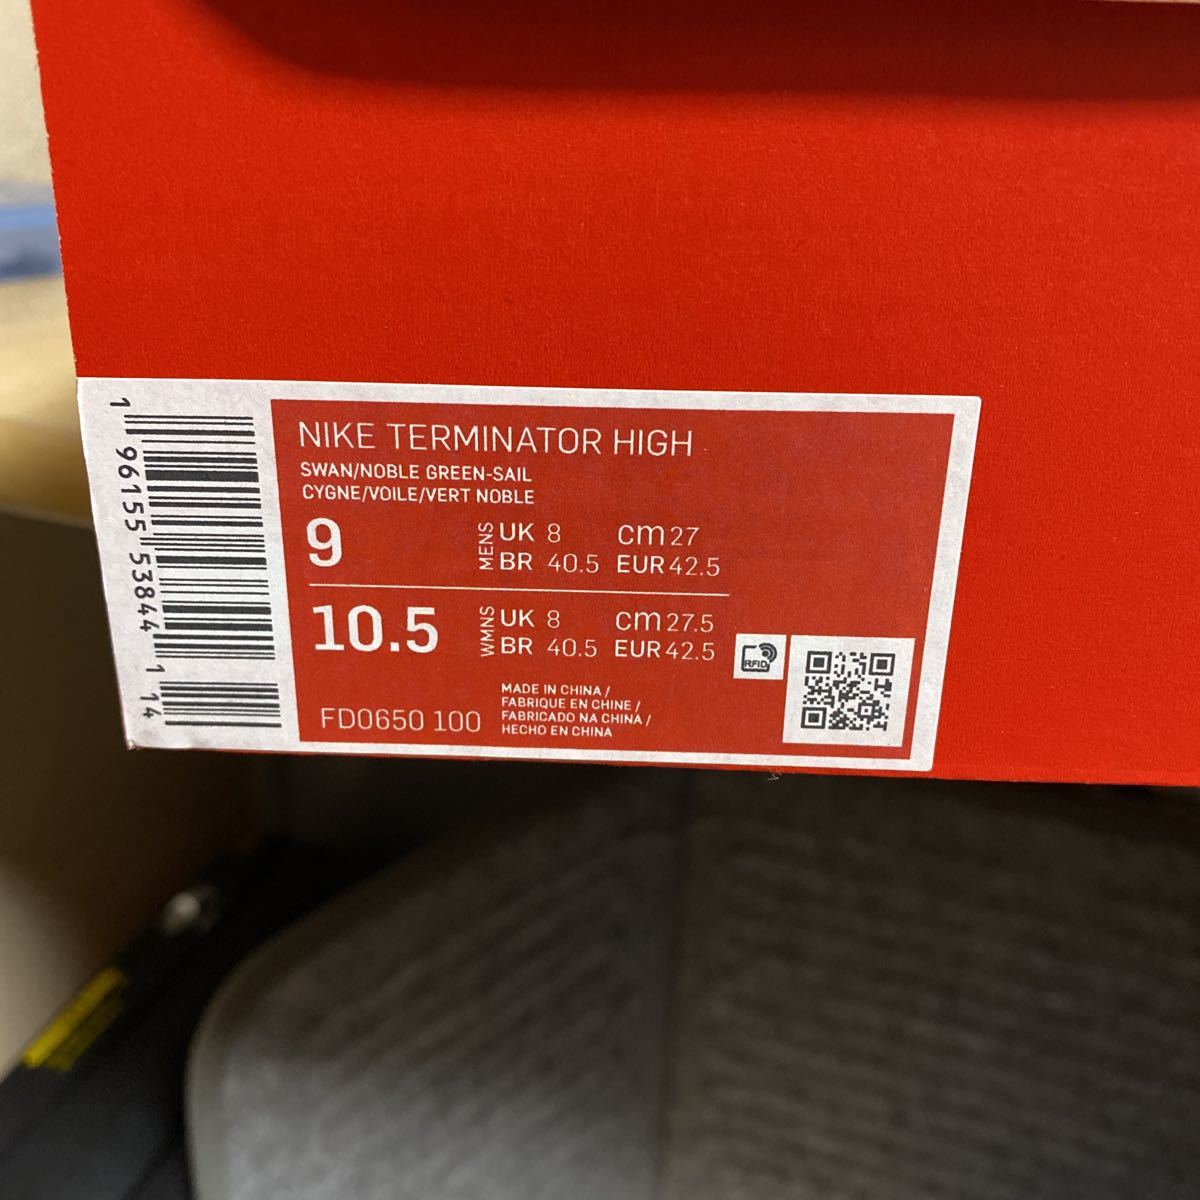 NIKE TERMINATOR HIGH
SWAN/NOBLE GREEN-SAIL
CYGNE/VOILE/VERT NOBLE
9 MENS UK 8 cm 27
BR 40.5 EUR 42.5
10.5 WMNS UK 8 cm 27.5
BR 40.5 EUR 42.5
FD0650 100
MADE IN CHINA /
FABRIQUE EN CHINE /
FABRICADO NA CHINA /
HECHO EN CHINA
RFID
1 96155 53844 1 14